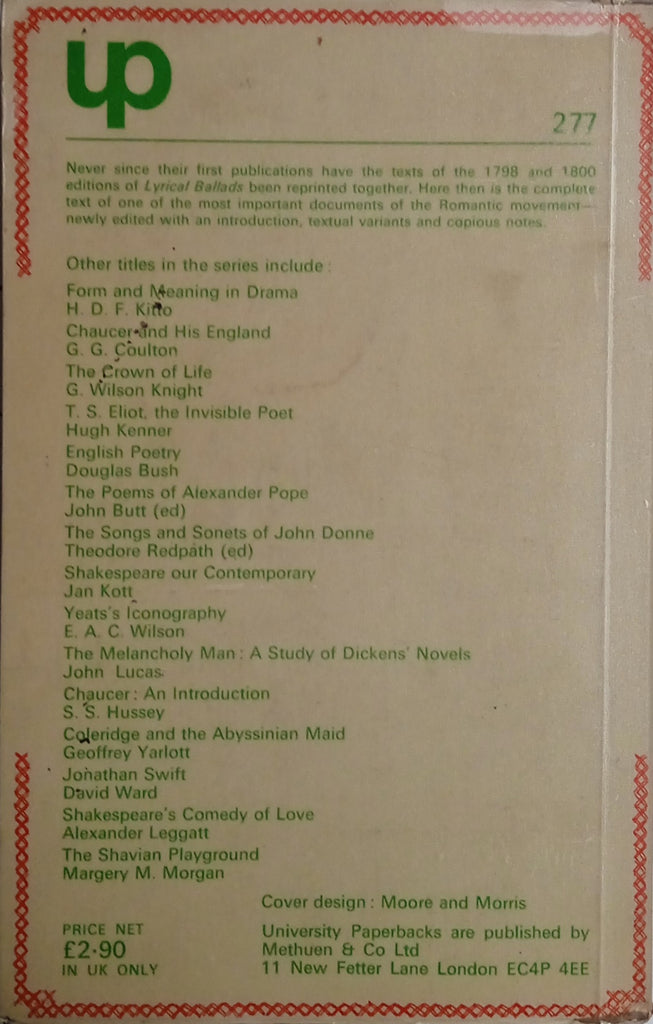 up
277
Never since their first publications have the texts of the 1798 and 1800
editions of Lyrical Ballads been reprinted together. Here then is the complete
text of one of the most important documents of the Romantic movement—
newly edited with an introduction, textual variants and copious notes.
Other titles in the series include :
Form and Meaning in Drama
H. D. F. Kitto
Chaucer and His England
G. G. Coulton
The Crown of Life
G. Wilson Knight
T. S. Eliot, the Invisible Poet
Hugh Kenner
English Poetry
Douglas Bush
The Poems of Alexander Pope
John Butt (ed)
The Songs and Sonets of John Donne
Theodore Redpath (ed)
Shakespeare our Contemporary
Jan Kott
Yeats's Iconography
E. A. C. Wilson
The Melancholy Man : A Study of Dickens' Novels
John Lucas
Chaucer : An Introduction
S. S. Hussey
Coleridge and the Abyssinian Maid
Geoffrey Yarlott
Jonathan Swift
David Ward
Shakespeare's Comedy of Love
Alexander Leggatt
The Shavian Playground
Margery M. Morgan
Cover design : Moore and Morris
PRICE NET
£2·90
IN UK ONLY
University Paperbacks are published by
Methuen & Co Ltd
11 New Fetter Lane London EC4P 4EE